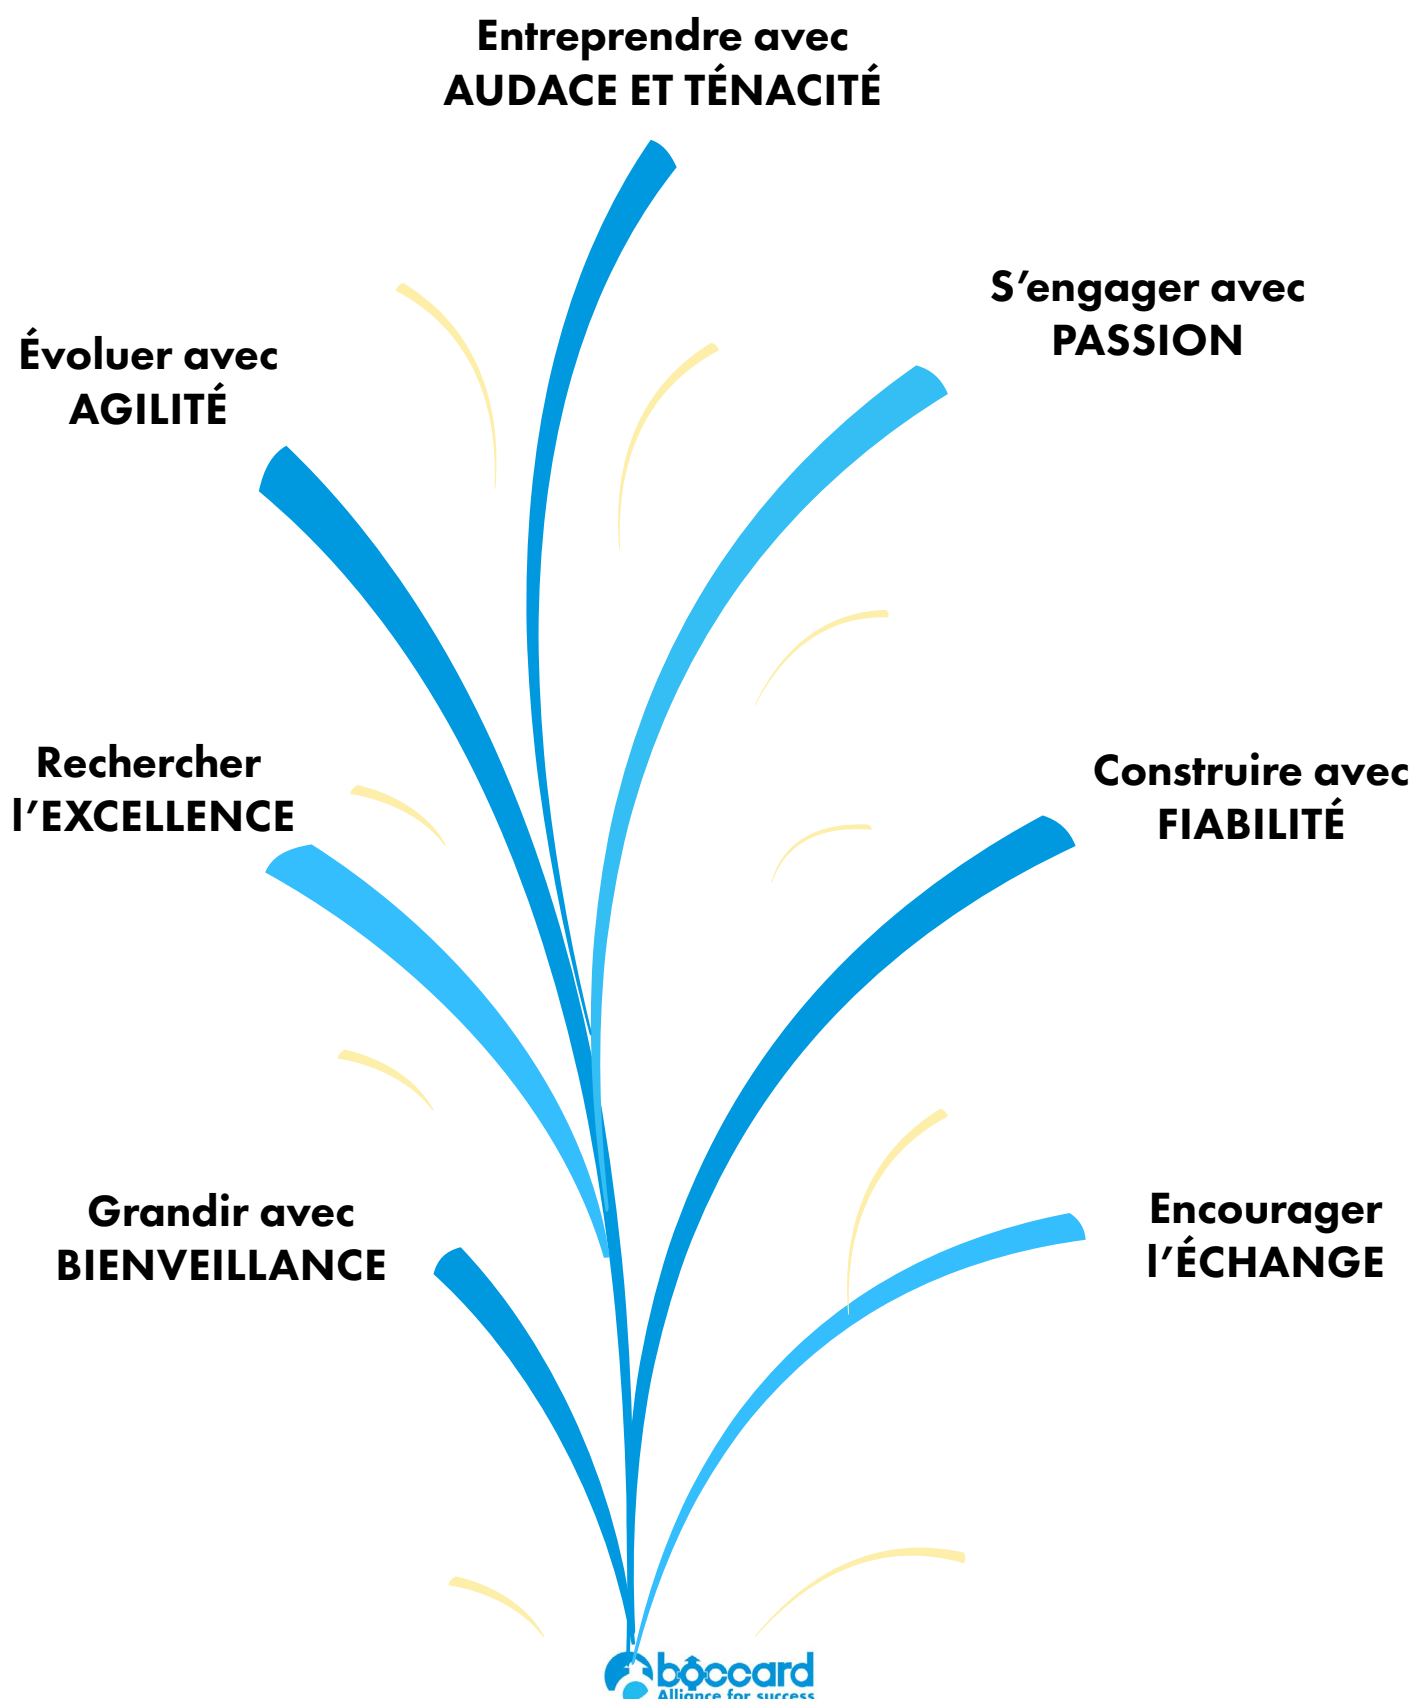 Entreprendre avec
AUDACE ET TÉNACITÉ
S’engager avec
PASSION
Évoluer avec
AGILITÉ
Rechercher
l’EXCELLENCE
Construire avec
FIABILITÉ
Grandir avec
BIENVEILLANCE
Encourager
l’ÉCHANGE
boccard
Alliance for success